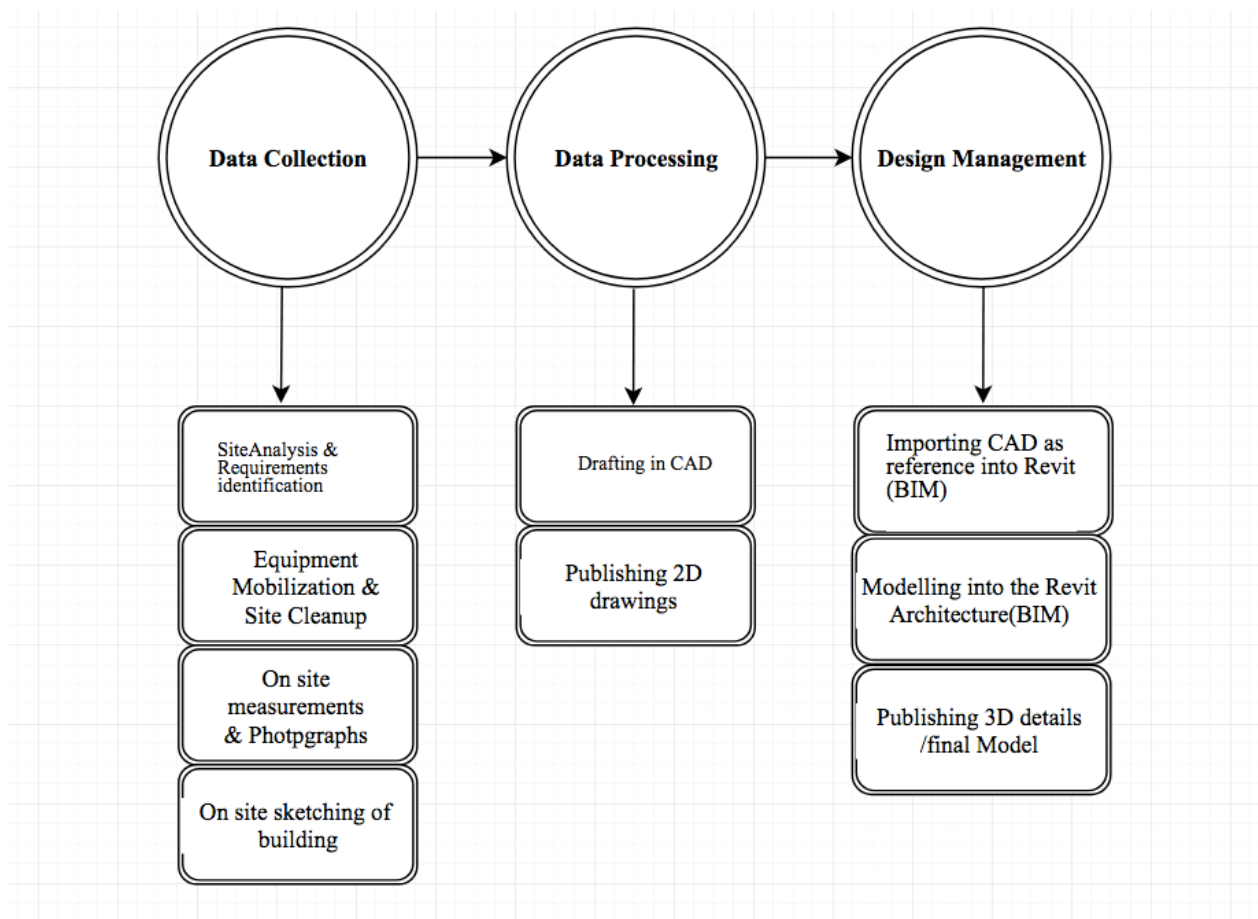 Data Collection
Data Processing
Design Management
SiteAnalysis &
Requirements
identification
Equipment
Mobilization &
Site Cleanup
On site
measurements
& Photpgraphs
On site sketching of
building
Drafting in CAD
Publishing 2D
drawings
Importing CAD as
reference into Revit
(BIM)
Modelling into the Revit
Architecture(BIM)
Publishing 3D details
/final Model